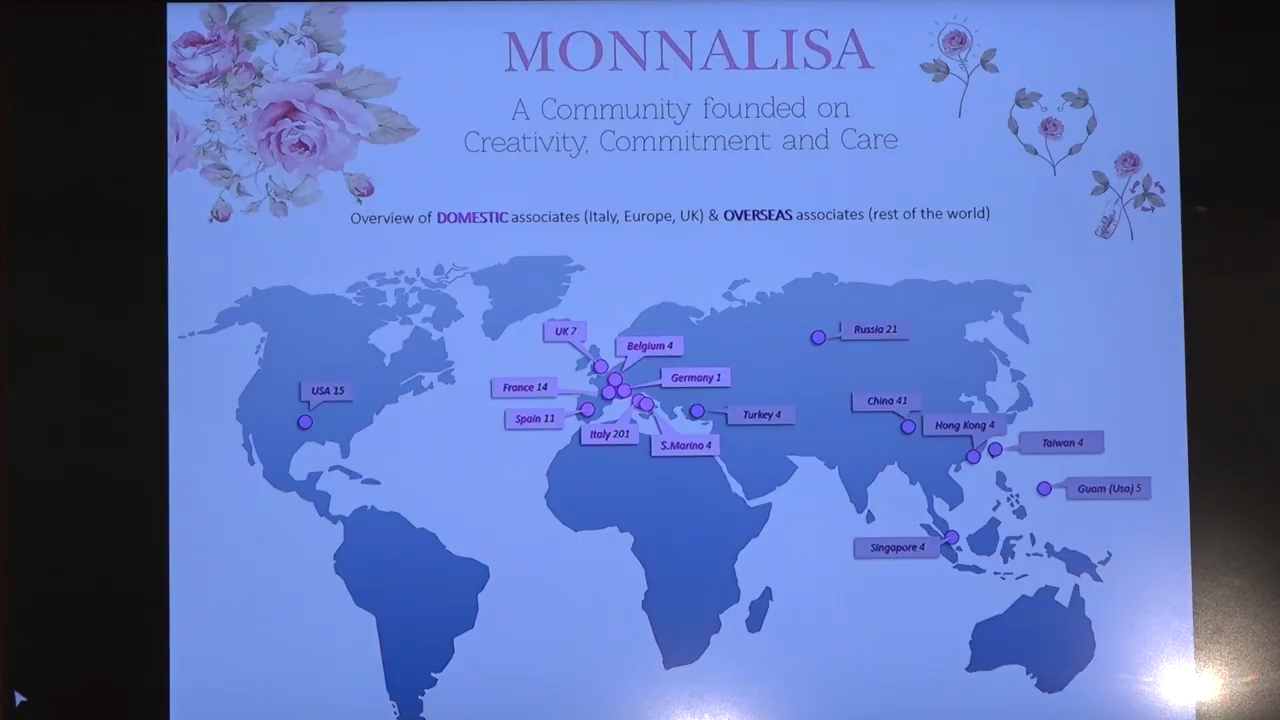 MONNALISA
A Community founded on
Creativity, Commitment and Care
Overview of DOMESTIC associates (Italy, Europe, UK) & OVERSEAS associates (rest of the world)
UK 7
Belgium 4
Russia 21
USA 15
France 14
Germany 1
China 41
Spain 11
Turkey 4
Italy 201
S.Marino 4
Hong Kong 4
Taiwan 4
Guam (Usa) 5
Singapore 4